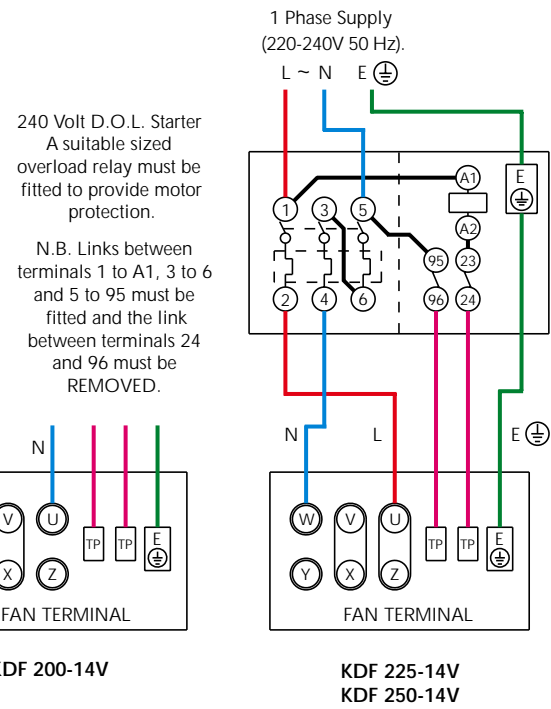 1 Phase Supply
(220-240V 50 Hz).
L ~ N E
240 Volt D.O.L. Starter
A suitable sized
overload relay must be
fitted to provide motor
protection.
N.B. Links between
terminals 1 to A1, 3 to 6
and 5 to 95 must be
fitted and the link
between terminals 24
and 96 must be
REMOVED.
A1 E
1 3 5
A2
95 23
2 4 6 96 24
N
V U
TP TP E
X Z
FAN TERMINAL
KDF 200-14V
N L E
W V U
TP TP E
Y X Z
FAN TERMINAL
KDF 225-14V
KDF 250-14V